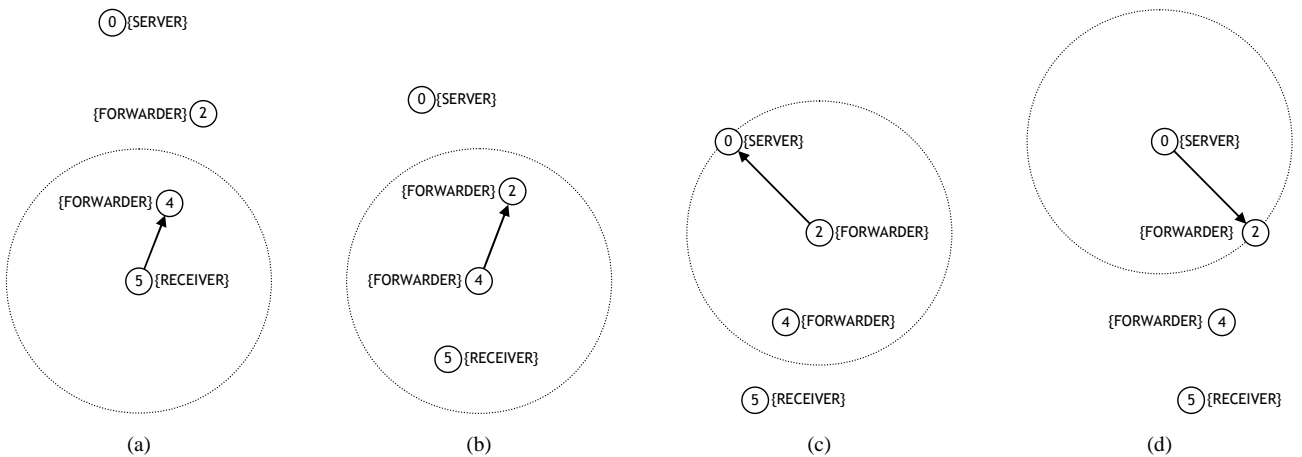 0 {SERVER}
{FORWARDER} 2
{FORWARDER} 4
5 {RECEIVER}
(a)
0 {SERVER}
{FORWARDER} 2
{FORWARDER} 4
5 {RECEIVER}
(b)
0 {SERVER}
2 {FORWARDER}
4 {FORWARDER}
5 {RECEIVER}
(c)
0 {SERVER}
{FORWARDER} 2
{FORWARDER} 4
5 {RECEIVER}
(d)